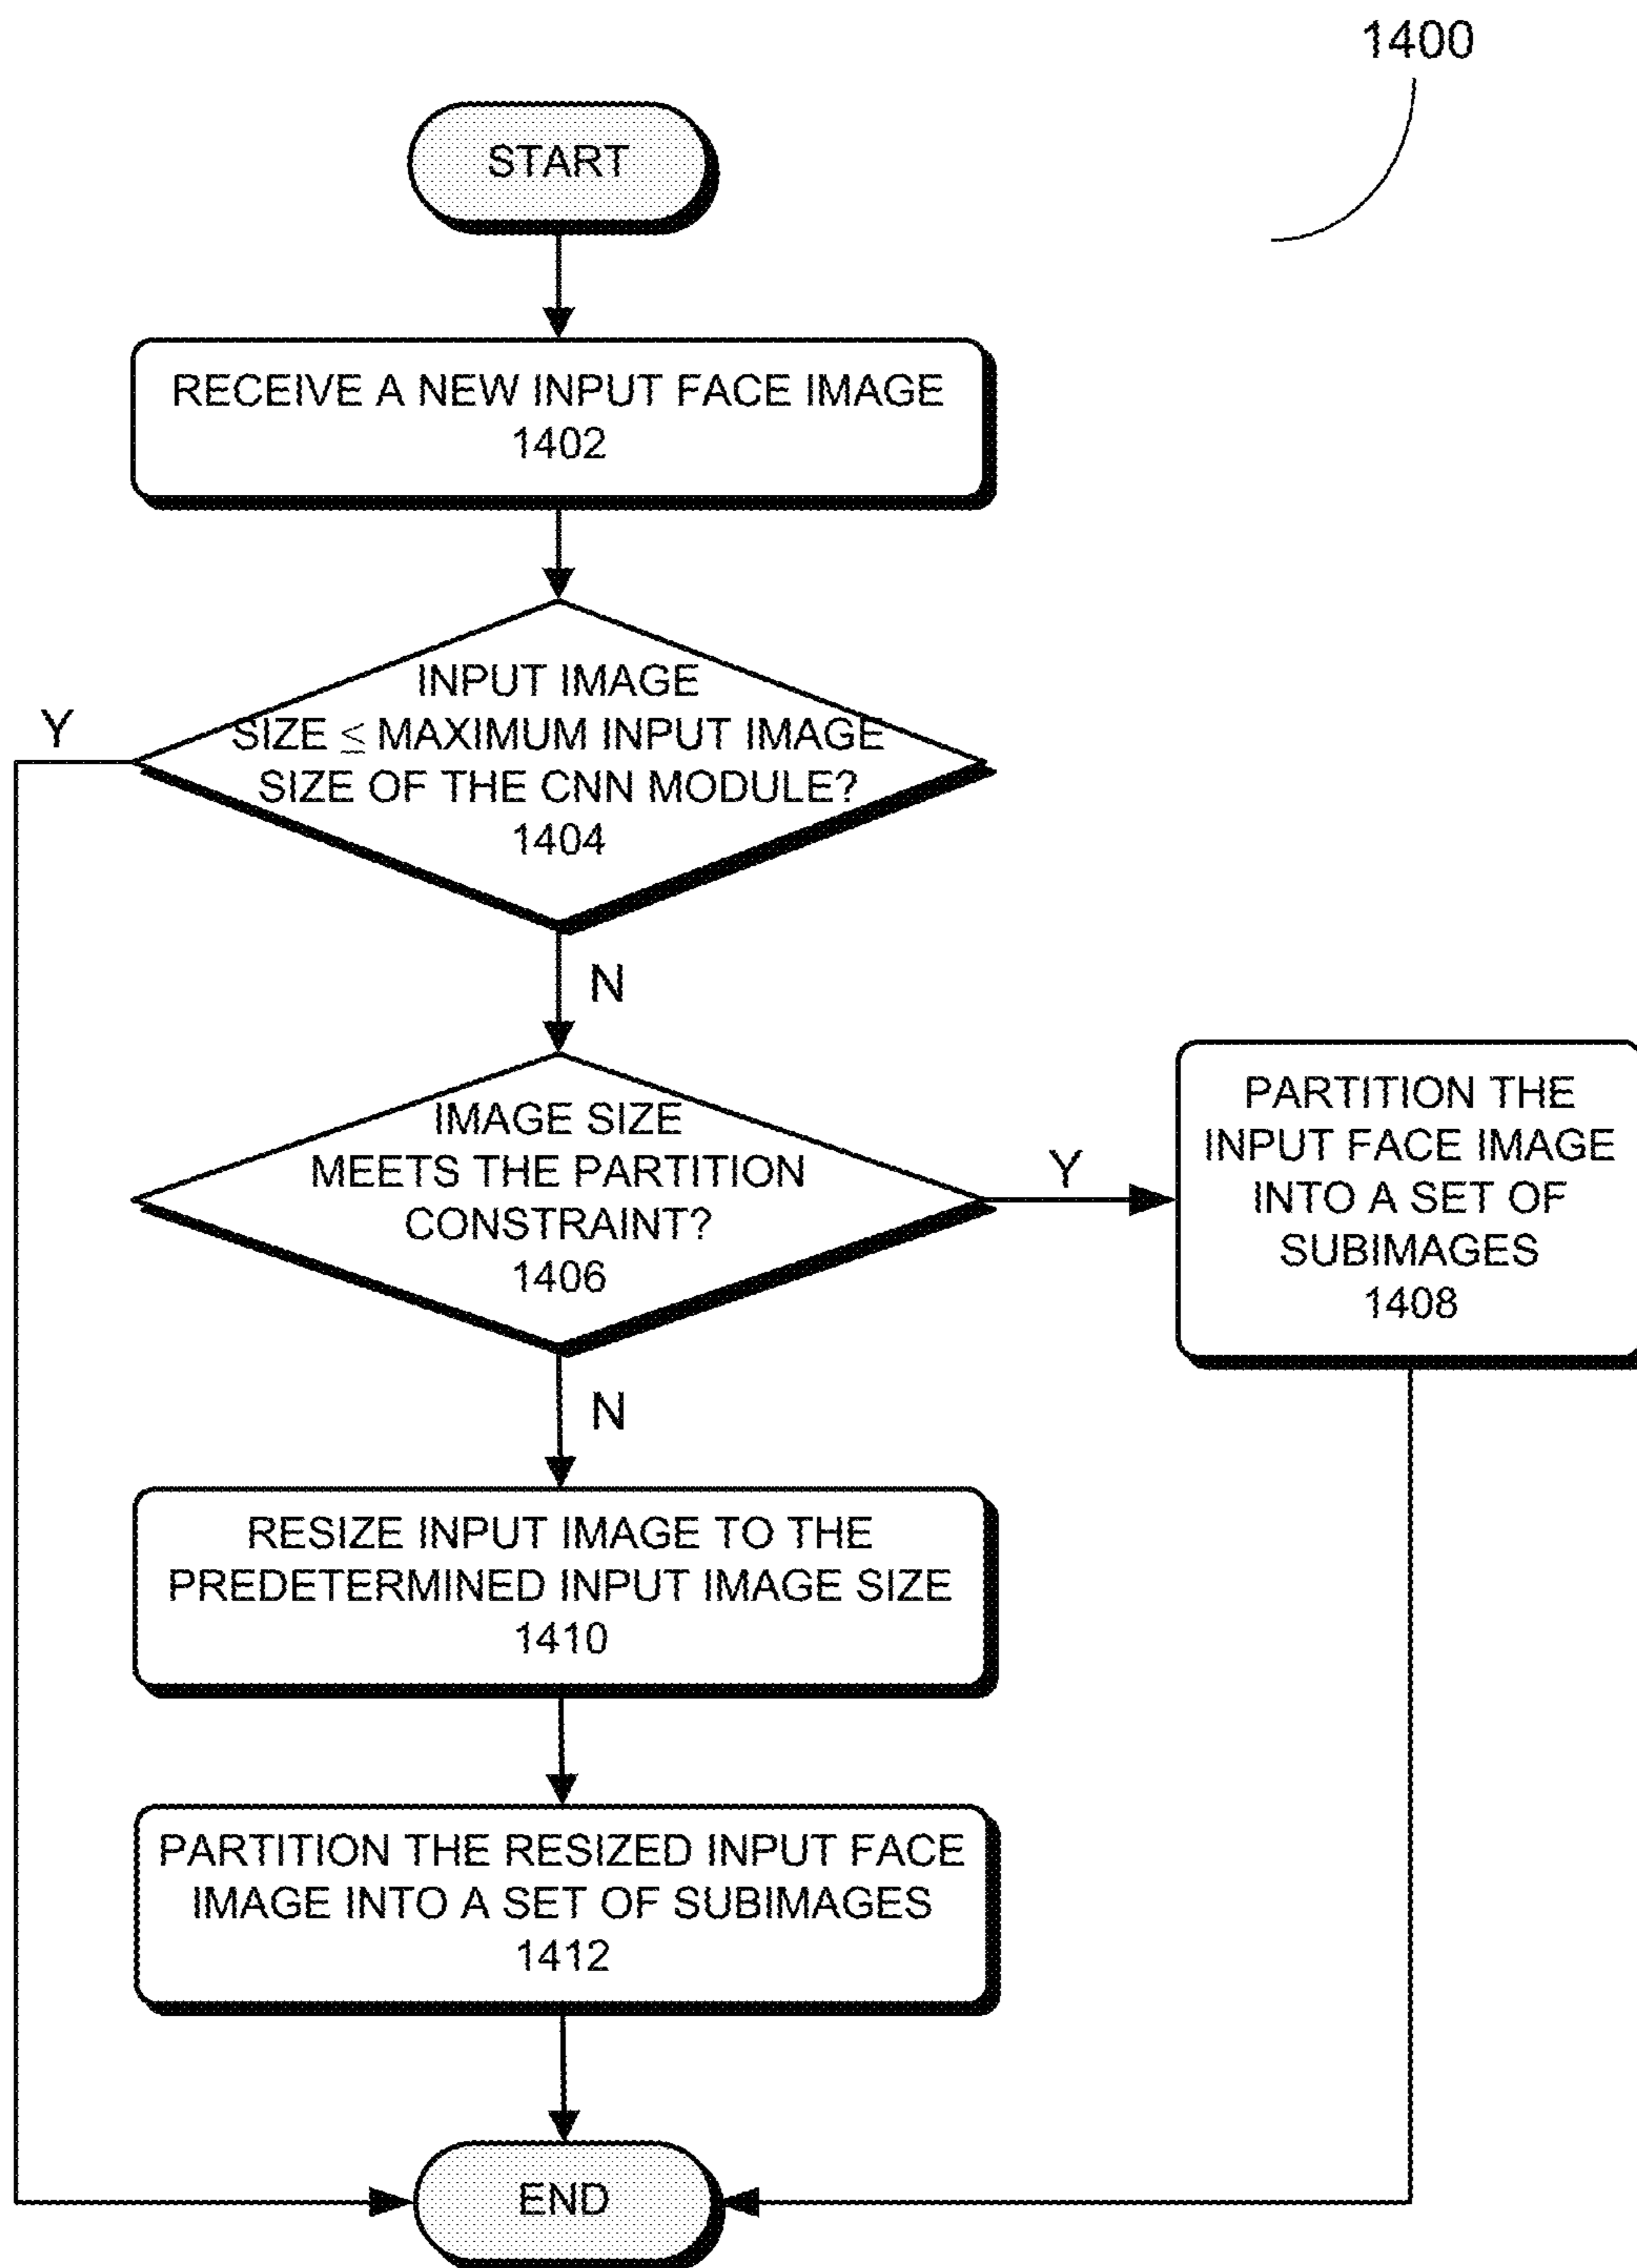 1400
START
RECEIVE A NEW INPUT FACE IMAGE
1402
INPUT IMAGE
SIZE ≤ MAXIMUM INPUT IMAGE
SIZE OF THE CNN MODULE?
1404
Y
N
IMAGE SIZE
MEETS THE PARTITION
CONSTRAINT?
1406
Y
PARTITION THE
INPUT FACE IMAGE
INTO A SET OF
SUBIMAGES
1408
N
RESIZE INPUT IMAGE TO THE
PREDETERMINED INPUT IMAGE SIZE
1410
PARTITION THE RESIZED INPUT FACE
IMAGE INTO A SET OF SUBIMAGES
1412
END